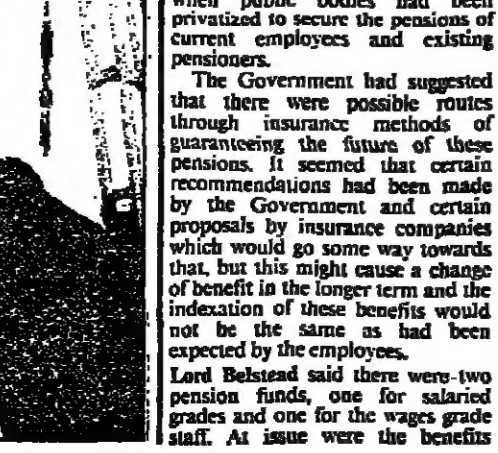 when public bodies had been
privatized to secure the pensions of
current employees and existing
pensioners.
The Government had suggested
that there were possible routes
through insurance methods of
guaranteeing the future of these
pensions. It seemed that certain
recommendations had been made
by the Government and certain
proposals by insurance companies
which would go some way towards
that, but this might cause a change
of benefit in the longer term and the
indexation of these benefits would
not be the same as had been
expected by the employees.
Lord Belstead said there were-two
pension funds, one for salaried
grades and one for the wages grade
staff. At issue were the benefits